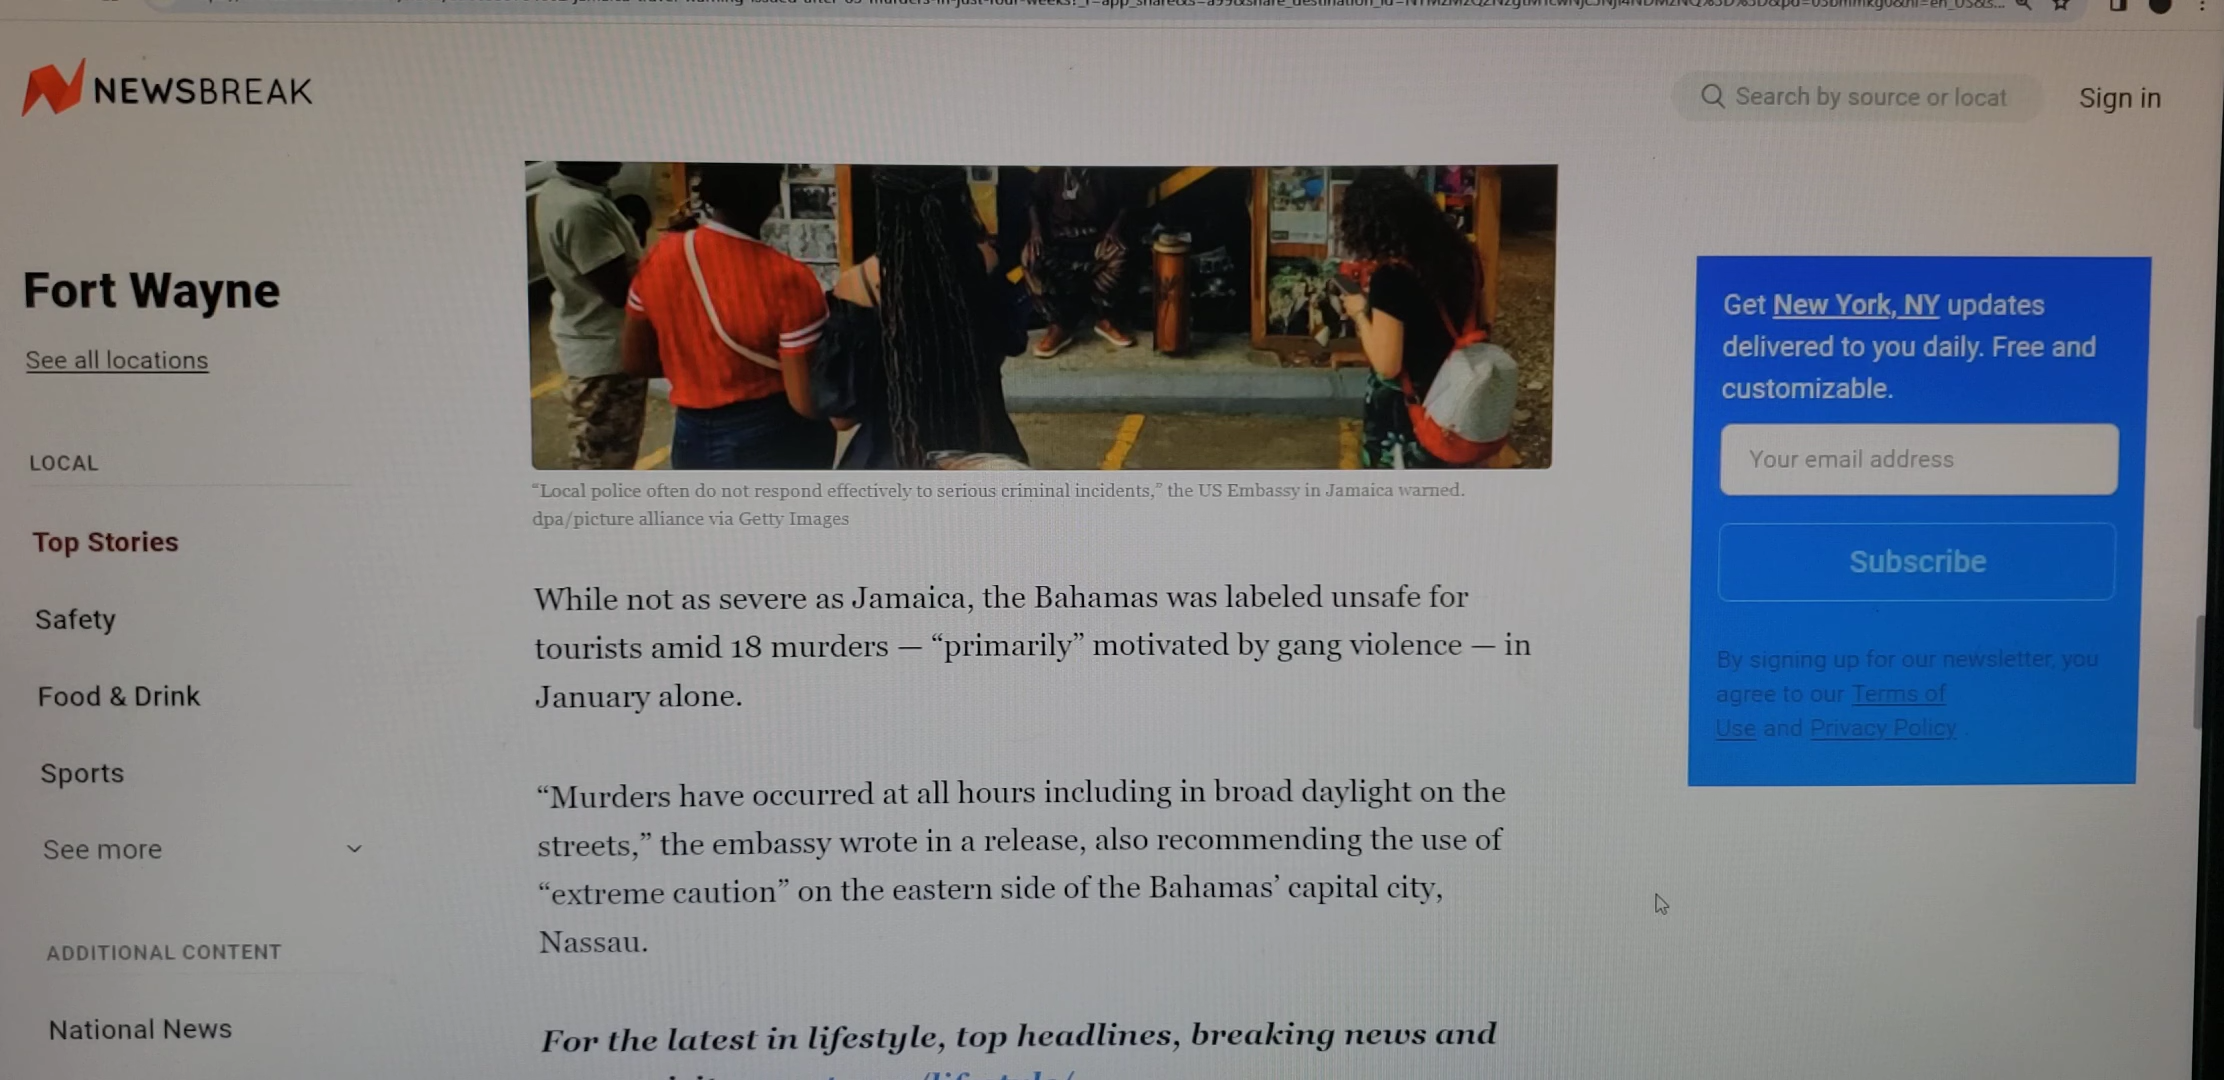 NEWSBREAK
Search by source or locat
Sign in
Fort Wayne
See all locations
LOCAL
Top Stories
Safety
Food & Drink
Sports
See more
ADDITIONAL CONTENT
National News
“Local police often do not respond effectively to serious criminal incidents,” the US Embassy in Jamaica warned.
dpa/picture alliance via Getty Images
While not as severe as Jamaica, the Bahamas was labeled unsafe for
tourists amid 18 murders — “primarily” motivated by gang violence — in
January alone.
“Murders have occurred at all hours including in broad daylight on the
streets,” the embassy wrote in a release, also recommending the use of
“extreme caution” on the eastern side of the Bahamas’ capital city,
Nassau.
For the latest in lifestyle, top headlines, breaking news and
Get New York, NY updates
delivered to you daily. Free and
customizable.
Your email address
Subscribe
By signing up for our newsletter, you
agree to our Terms of
Use and Privacy Policy .